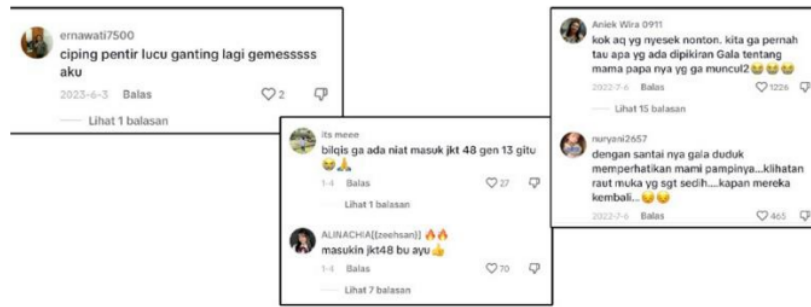 ernawati7500
ciping pentir lucu ganting lagi gemesssss
aku
2023-6-3 Balas 2
Lihat 1 balasan
its meee
bilqis ga ada niat masuk jkt 48 gen 13 gitu
😭🙏
1-4 Balas 27
Lihat 1 balasan
ALINACHIA[[zeehsan]] 🔥🔥
masukin jkt48 bu ayu👍
1-4 Balas 70
Lihat 7 balasan
Aniek Wira 0911
kok aq yg nyesek nonton. kita ga pernah
tau apa yg ada dipikiran Gala tentang
mama papa nya yg ga muncul2😭😭😭
2022-7-6 Balas 1226
Lihat 15 balasan
nuryani2657
dengan santai nya gala duduk
memperhatikan mami pampinya...klihatan
raut muka yg sgt sedih....kapan mereka
kembali...😔😔
2022-7-6 Balas 465